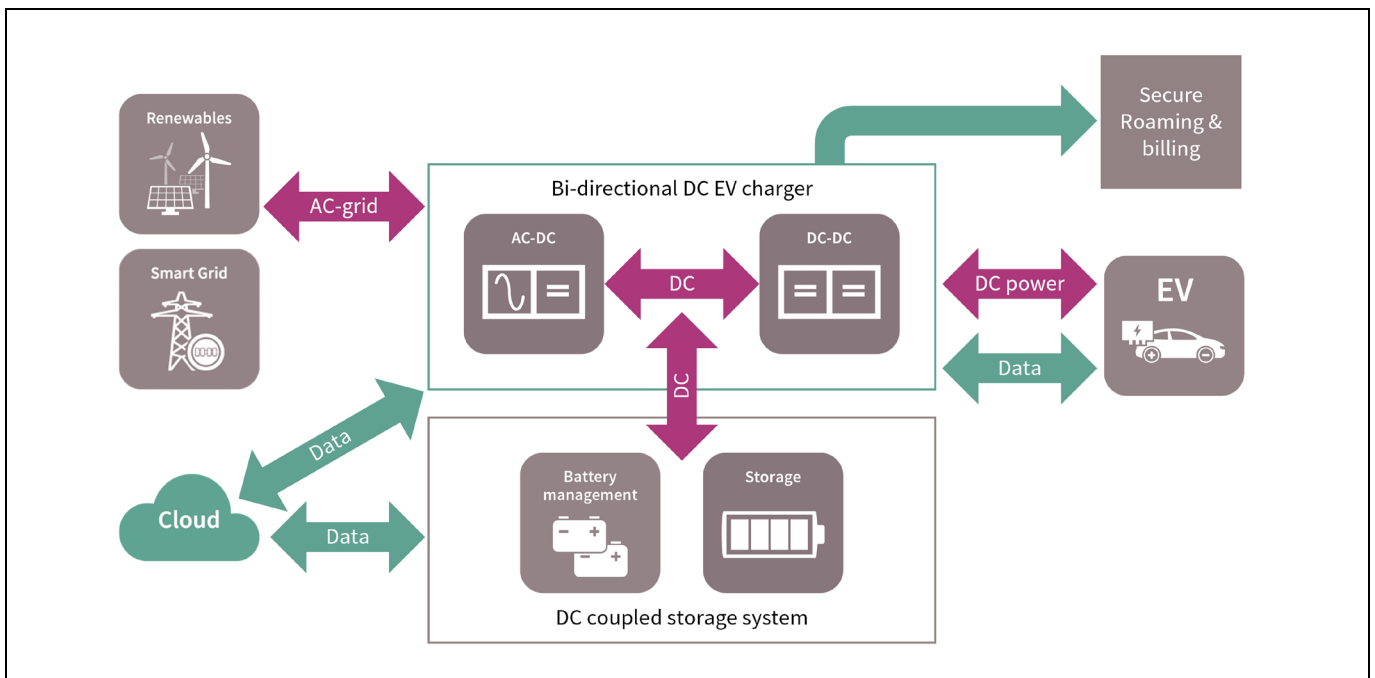 Renewables
Smart Grid
AC-grid
Bi-directional DC EV charger
AC-DC
DC
DC-DC
DC
Secure
Roaming &
billing
DC power
Data
EV
Data
Cloud
Data
Battery
management
Storage
DC coupled storage system